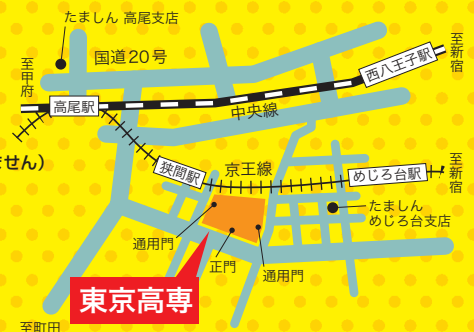 たましん 高尾支店
国道20号
至甲府
至新宿
西八王子駅
高尾駅
中央線
ません）
狭間駅
京王線
めじろ台駅
至新宿
たましん
めじろ台支店
通用門
正門
通用門
東京高専
至町田